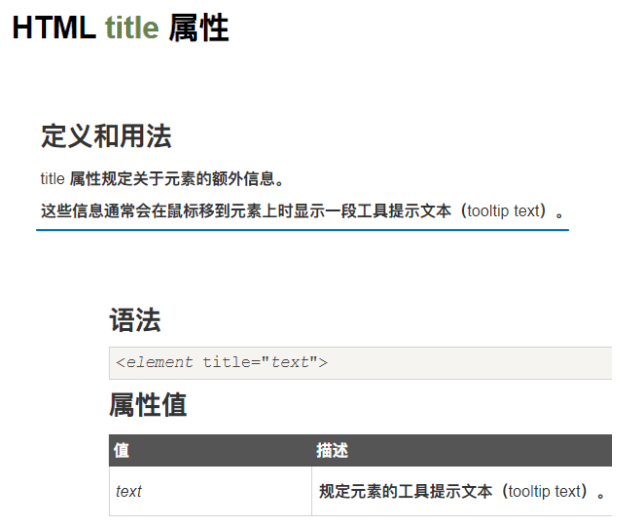 HTML title 属性
定义和用法
title 属性规定关于元素的额外信息。
这些信息通常会在鼠标移到元素上时显示一段工具提示文本（tooltip text）。
语法
<element title="text">
属性值
值 描述
text 规定元素的工具提示文本（tooltip text）。